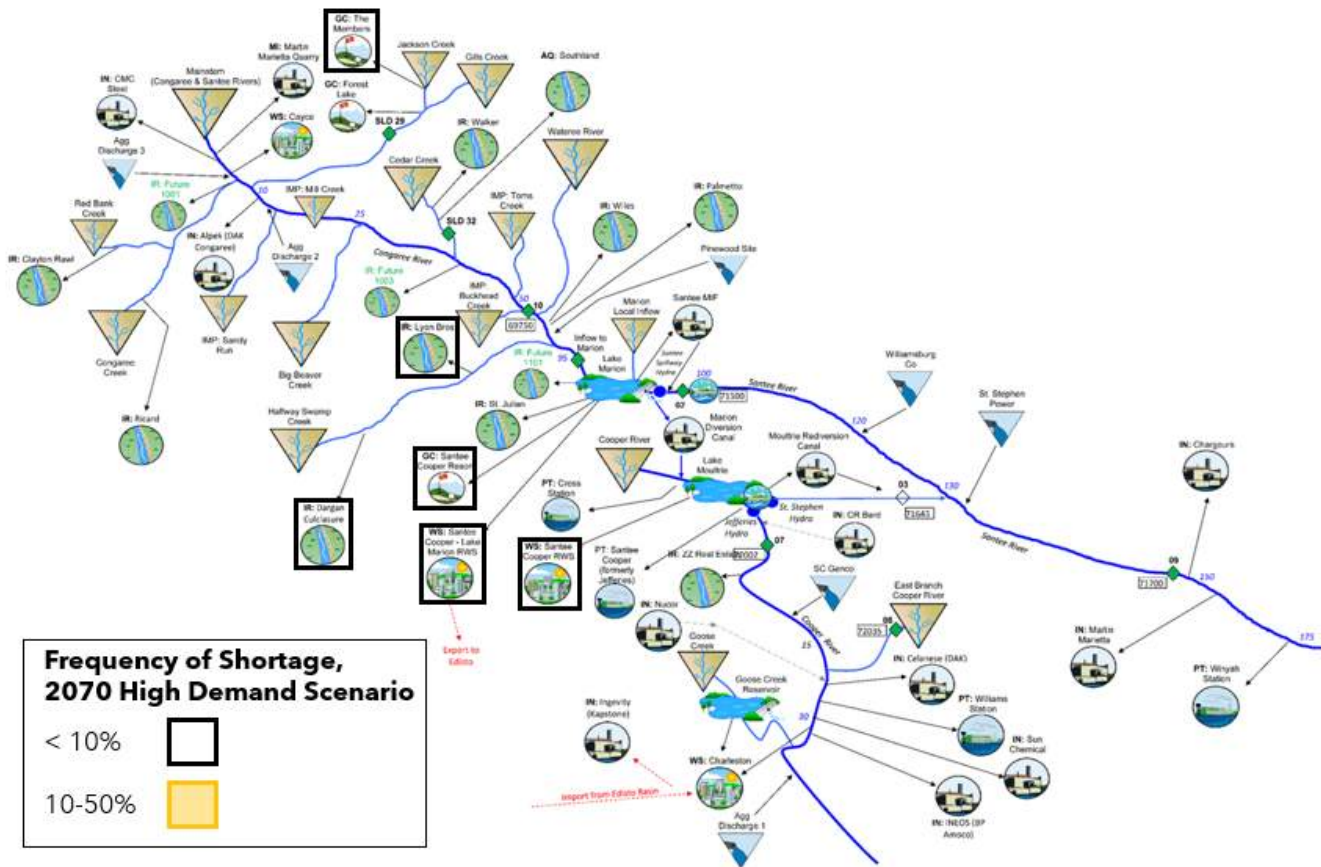 GC: The
Members
Jackson Creek
Gills Creek
MI: Martin
Marietta Quarry
Mainstem
(Congaree & Santee Rivers)
IN: CMC
Steel
GC: Forest
Lake
AQ: Southland
WS: Cayce
SLD 29
IR: Walker
Wateree River
Agg
Discharge 3
Cedar Creek
IR: Future
1001
10
IMP: Mill Creek
IMP: Toms
Creek
IR: Palmetto
Red Bank
Creek
25
IR: Wiles
SLD 32
IN: Alpek (DAK
Congaree)
Agg
Discharge 2
Congaree River
Pinewood Site
IR: Clayton Rawl
IR: Future
1003
50
10
IMP:
Buckhead
Creek
69750
Marion
Local Inflow
Santee MIF
IR: Lyon Bros
Inflow to
Marion
Congaree
Creek
IMP: Sandy
Run
Big Beaver
Creek
95
Lake
Marion
Santee
Spillway
Hydro
IR: Future
1101
100
Santee River
Williamsburg
Co
02
71500
St. Stephen
Power
IR: Ricard
Halfway Swamp
Creek
IR: St. Julian
Marion
Diversion
Canal
120
Cooper River
Moultrie Rediversion
Canal
IN: Chargeurs
GC: Santee
Cooper Resort
Lake
Moultrie
PT: Cross
Station
03
130
71641
IR: Dargan
Culclasure
St. Stephen
Hydro
Jefferies
Hydro
IN: CR Bard
Santee River
WS: Santee
Cooper - Lake
Marion RWS
WS: Santee
Cooper RWS
PT: Santee
Cooper
(formerly
Jefferies)
IR: ZZ Real Estate
07
09
71700
150
SC Genco
East Branch
Cooper River
IN: Nucor
Cooper River
08
72035
15
175
Export to
Edisto
Goose
Creek
IN: Martin
Marietta
IN: Celanese (DAK)
PT: Winyah
Station
Frequency of Shortage,
2070 High Demand Scenario
< 10%
10-50%
Goose Creek
Reservoir
PT: Williams
Station
IN: Ingevity
(Kapstone)
30
IN: Sun
Chemical
WS: Charleston
Import from Edisto Basin
IN: INEOS (BP
Amoco)
Agg
Discharge 1